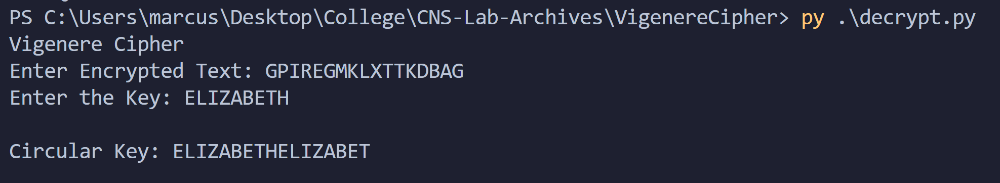 PS C:\Users\marcus\Desktop\College\CNS-Lab-Archives\VigenereCipher> py .\decrypt.py
Vigenere Cipher
Enter Encrypted Text: GPIREGMKLXTTKDBAG
Enter the Key: ELIZABETH
Circular Key: ELIZABETHELIZABET